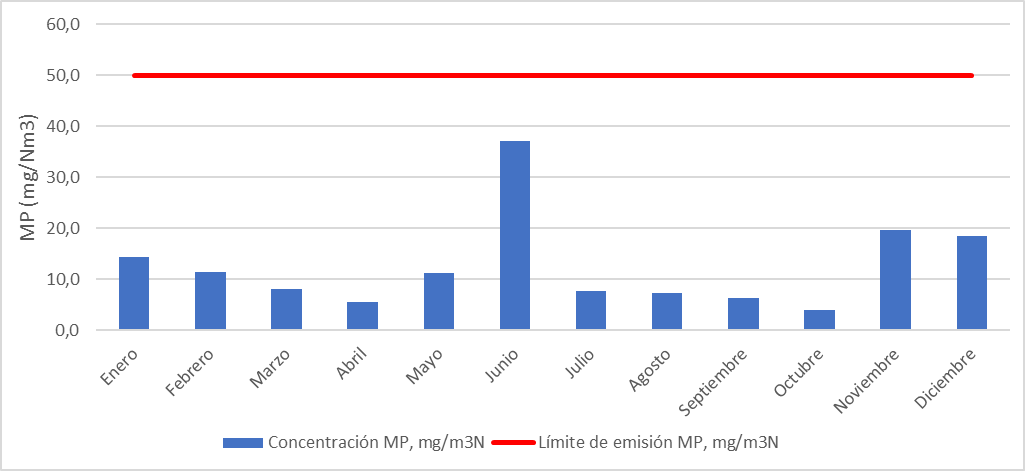 60,0
50,0
40,0
30,0
20,0
10,0
0,0
MP (mg/Nm3)
Enero
Febrero
Marzo
Abril
Mayo
Junio
Julio
Agosto
Septiembre
Octubre
Noviembre
Diciembre
Concentración MP, mg/m3N
Límite de emisión MP, mg/m3N